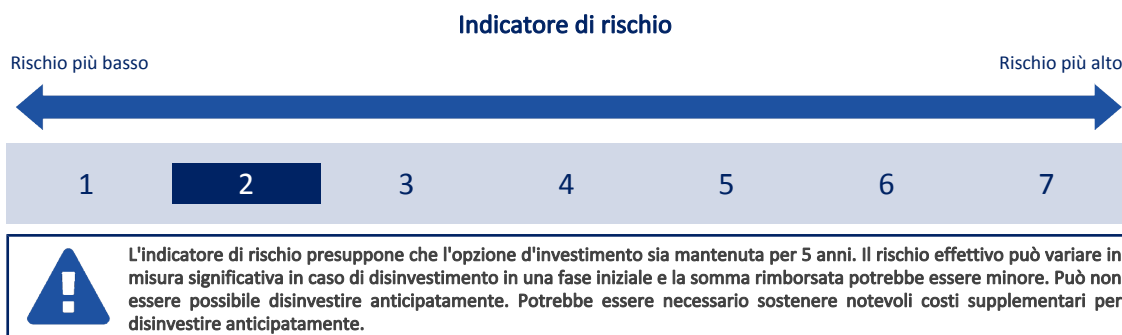 Indicatore di rischio
Rischio più basso
Rischio più alto
1 2 3 4 5 6 7
L'indicatore di rischio presuppone che l'opzione d'investimento sia mantenuta per 5 anni. Il rischio effettivo può variare in
misura significativa in caso di disinvestimento in una fase iniziale e la somma rimborsata potrebbe essere minore. Può non
essere possibile disinvestire anticipatamente. Potrebbe essere necessario sostenere notevoli costi supplementari per
disinvestire anticipatamente.